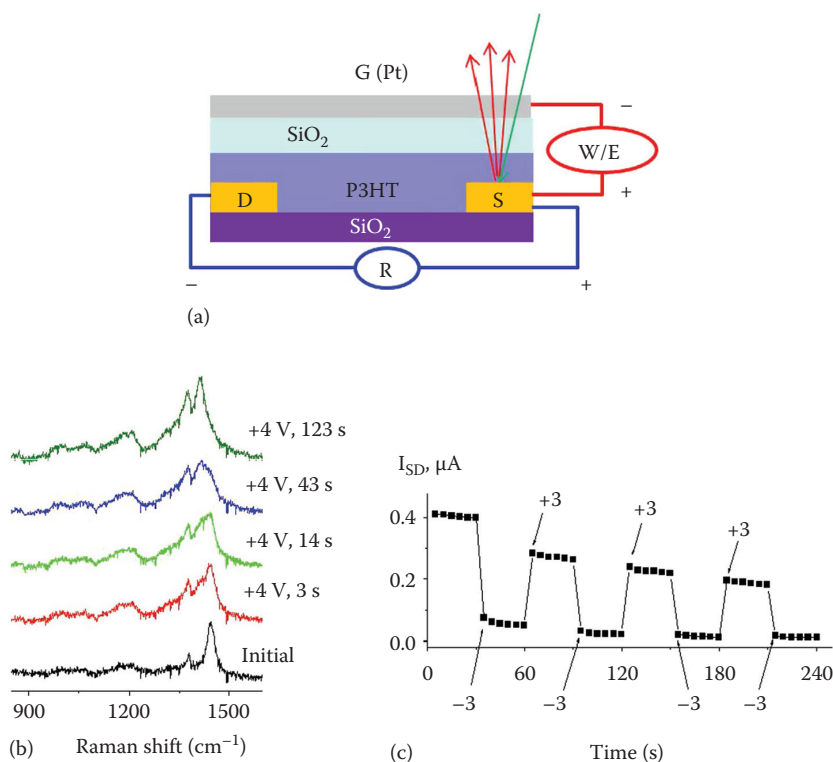 G (Pt)
SiO₂
P3HT
D
S
SiO₂
R
W/E
−
+
−
+
(a)
+4 V, 123 s
+4 V, 43 s
+4 V, 14 s
+4 V, 3 s
Initial
900 1200 1500
(b) Raman shift (cm⁻¹)
I_SD, μA
0.4
0.2
0.0
+3
+3
+3
0 60 120 180 240
−3 −3 −3 −3
(c) Time (s)